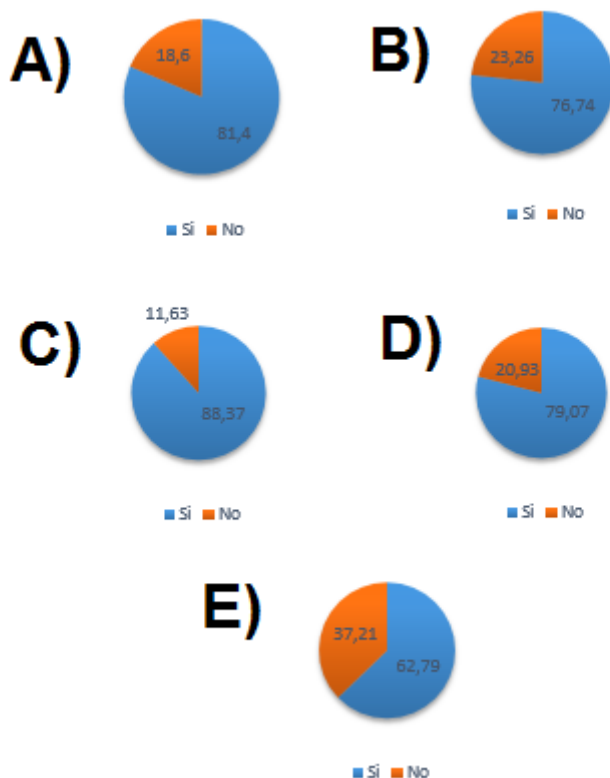 A)
18,6
81,4
Si No
B)
23,26
76,74
Si No
C)
11,63
88,37
Si No
D)
20,93
79,07
Si No
E)
37,21
62,79
Si No